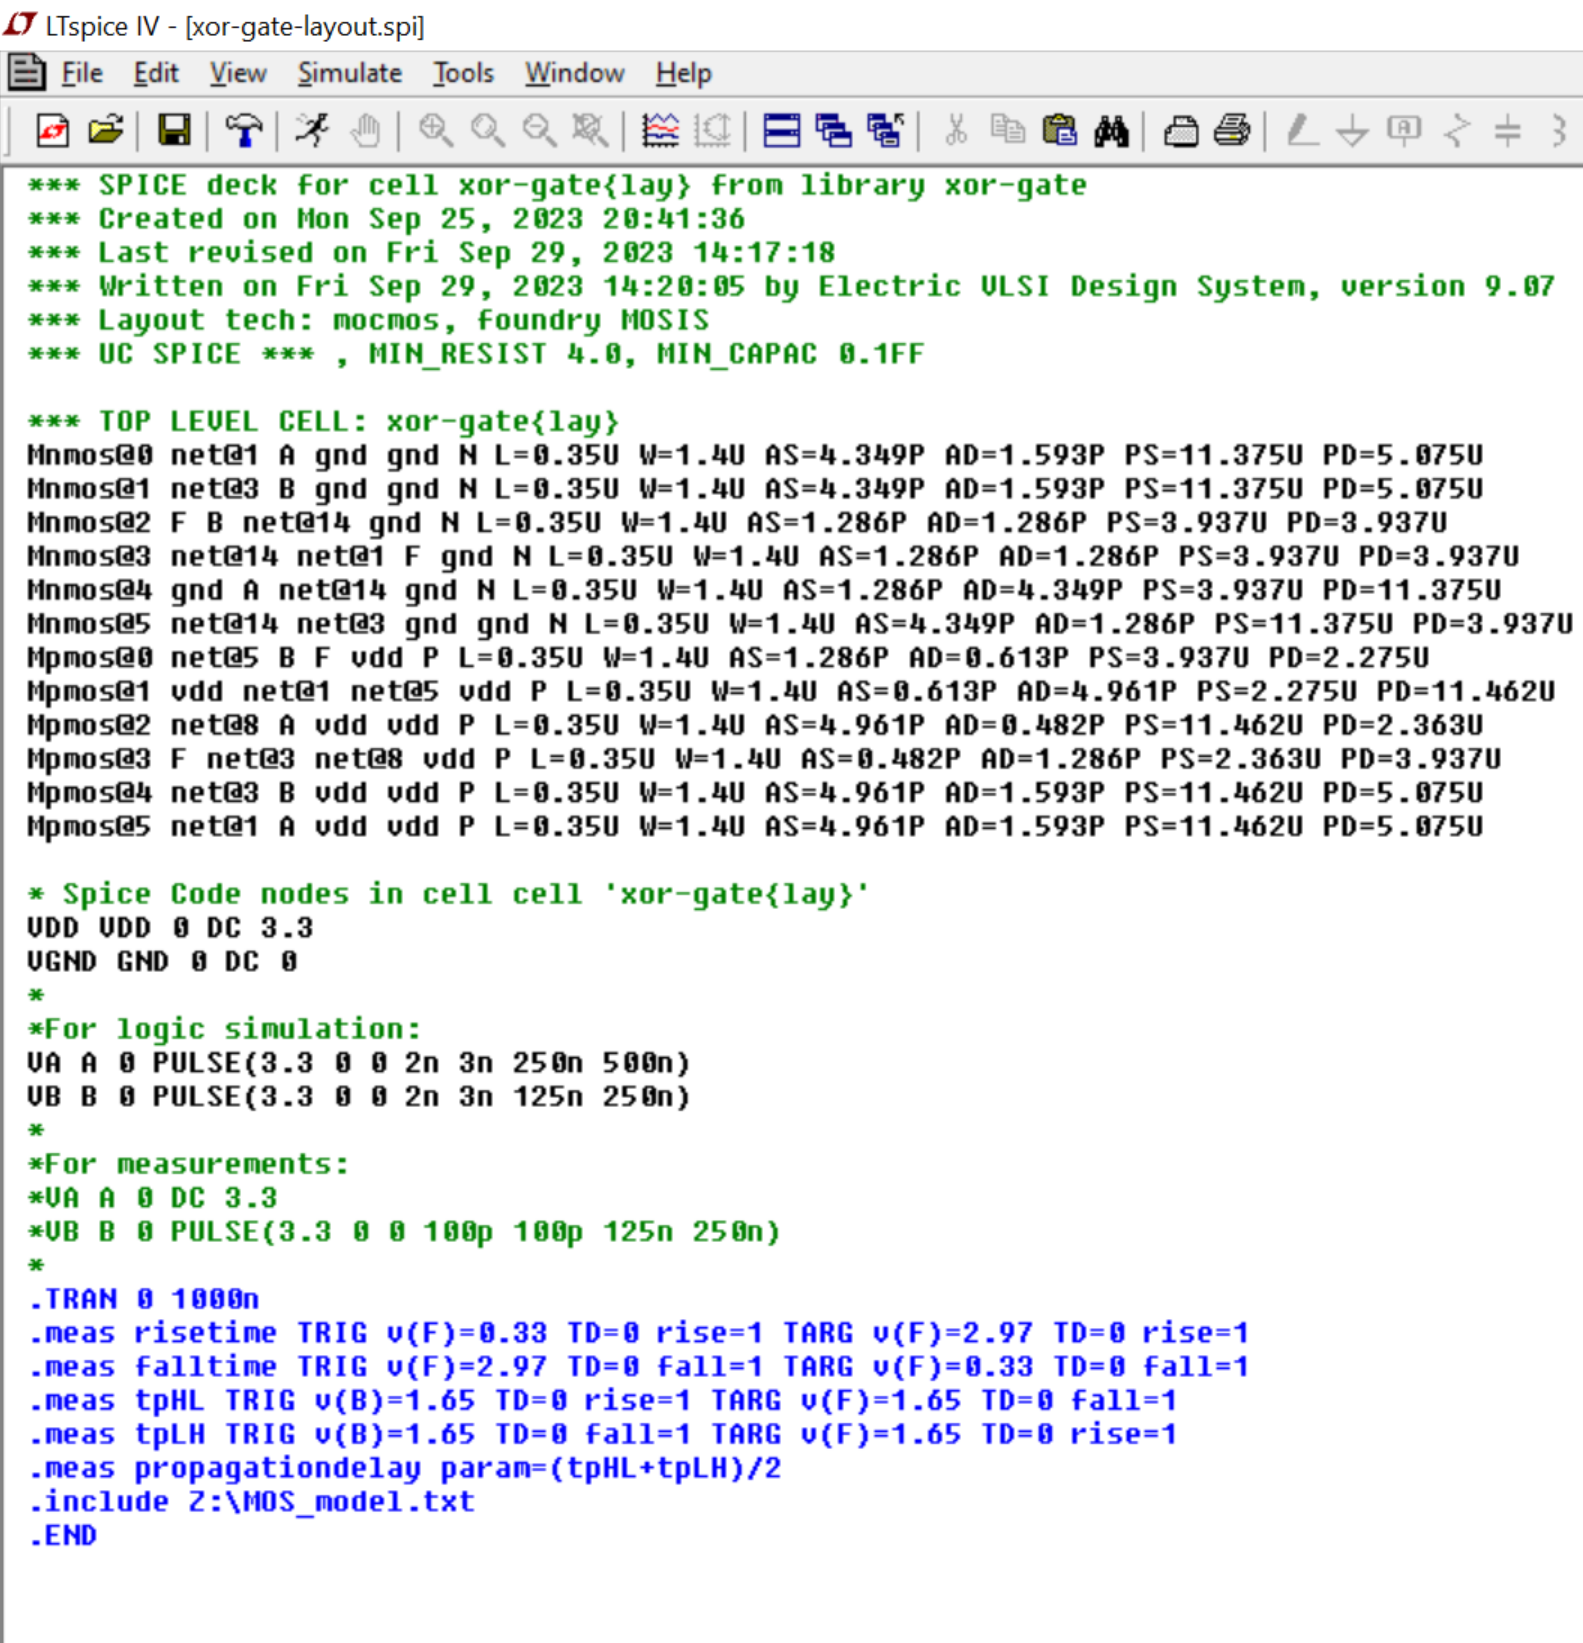 LTspice IV - [xor-gate-layout.spi]
File Edit View Simulate Tools Window Help
*** SPICE deck for cell xor-gate{lay} from library xor-gate
*** Created on Mon Sep 25, 2023 20:41:36
*** Last revised on Fri Sep 29, 2023 14:17:18
*** Written on Fri Sep 29, 2023 14:20:05 by Electric VLSI Design System, version 9.07
*** Layout tech: mocmos, foundry MOSIS
*** UC SPICE *** , MIN_RESIST 4.0, MIN_CAPAC 0.1FF
*** TOP LEVEL CELL: xor-gate{lay}
Mnmos@0 net@1 A gnd gnd N L=0.35U W=1.4U AS=4.349P AD=1.593P PS=11.375U PD=5.075U
Mnmos@1 net@3 B gnd gnd N L=0.35U W=1.4U AS=4.349P AD=1.593P PS=11.375U PD=5.075U
Mnmos@2 F B net@14 gnd N L=0.35U W=1.4U AS=1.286P AD=1.286P PS=3.937U PD=3.937U
Mnmos@3 net@14 net@1 F gnd N L=0.35U W=1.4U AS=1.286P AD=1.286P PS=3.937U PD=3.937U
Mnmos@4 gnd A net@14 gnd N L=0.35U W=1.4U AS=1.286P AD=4.349P PS=3.937U PD=11.375U
Mnmos@5 net@14 net@3 gnd gnd N L=0.35U W=1.4U AS=4.349P AD=1.286P PS=11.375U PD=3.937U
Mpmos@0 net@5 B F vdd P L=0.35U W=1.4U AS=1.286P AD=0.613P PS=3.937U PD=2.275U
Mpmos@1 vdd net@1 net@5 vdd P L=0.35U W=1.4U AS=0.613P AD=4.961P PS=2.275U PD=11.462U
Mpmos@2 net@8 A vdd vdd P L=0.35U W=1.4U AS=4.961P AD=0.482P PS=11.462U PD=2.363U
Mpmos@3 F net@3 net@8 vdd P L=0.35U W=1.4U AS=0.482P AD=1.286P PS=2.363U PD=3.937U
Mpmos@4 net@3 B vdd vdd P L=0.35U W=1.4U AS=4.961P AD=1.593P PS=11.462U PD=5.075U
Mpmos@5 net@1 A vdd vdd P L=0.35U W=1.4U AS=4.961P AD=1.593P PS=11.462U PD=5.075U
* Spice Code nodes in cell cell 'xor-gate{lay}'
VDD VDD 0 DC 3.3
VGND GND 0 DC 0
*
*For logic simulation:
VA A 0 PULSE(3.3 0 0 2n 3n 250n 500n)
VB B 0 PULSE(3.3 0 0 2n 3n 125n 250n)
*
*For measurements:
*VA A 0 DC 3.3
*VB B 0 PULSE(3.3 0 0 100p 100p 125n 250n)
*
.TRAN 0 1000n
.meas risetime TRIG v(F)=0.33 TD=0 rise=1 TARG v(F)=2.97 TD=0 rise=1
.meas falltime TRIG v(F)=2.97 TD=0 fall=1 TARG v(F)=0.33 TD=0 fall=1
.meas tpHL TRIG v(B)=1.65 TD=0 rise=1 TARG v(F)=1.65 TD=0 fall=1
.meas tpLH TRIG v(B)=1.65 TD=0 fall=1 TARG v(F)=1.65 TD=0 rise=1
.meas propagationdelay param=(tpHL+tpLH)/2
.include Z:\MOS_model.txt
.END